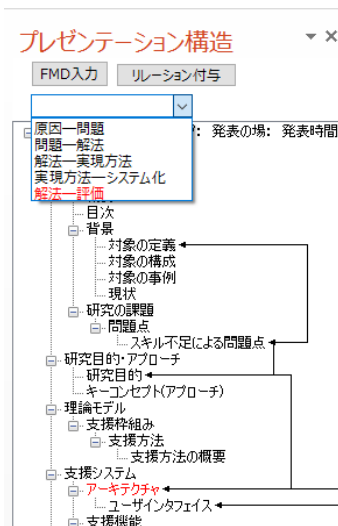 プレゼンテーション構造
FMD入力 リレーション付与
原因―問題
問題―解法
解法―実現方法
実現方法―システム化
解法―評価
発表の場: 発表時間
目次
背景
対象の定義
対象の構成
対象の事例
現状
研究の課題
問題点
スキル不足による問題点
研究目的・アプローチ
研究目的
キーコンセプト(アプローチ)
理論モデル
支援枠組み
支援方法
支援方法の概要
支援システム
アーキテクチャ
ユーザインタフェイス
支援機能